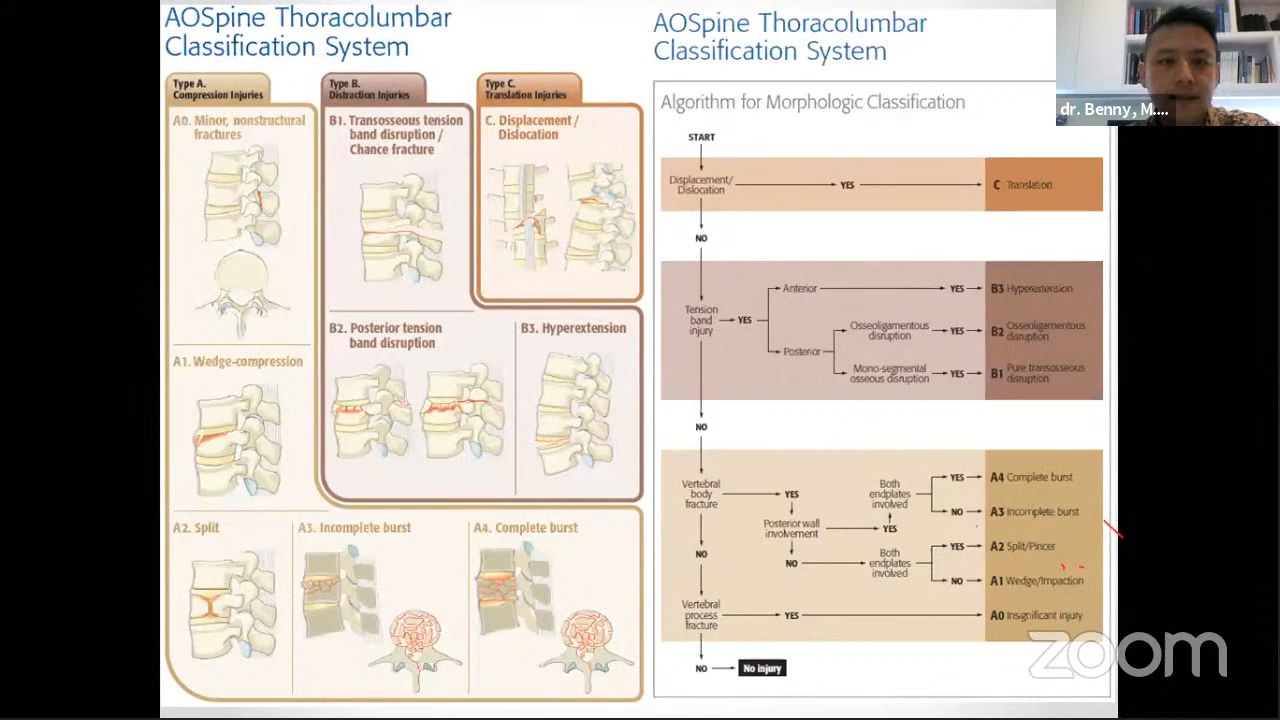 AOSpine Thoracolumbar
Classification System
Type A.
Compression Injuries
Type B.
Distraction Injuries
Type C.
Translation Injuries
A0. Minor, nonstructural
fractures
B1. Transosseous tension
band disruption /
Chance fracture
C. Displacement /
Dislocation
A1. Wedge-compression
B2. Posterior tension
band disruption
B3. Hyperextension
A2. Split
A3. Incomplete burst
A4. Complete burst
AOSpine Thoracolumbar
Classification System
Algorithm for Morphologic Classification
START
Displacement/
Dislocation
YES
C Translation
NO
Tension
band
injury
YES
Anterior
YES
B3 Hyperextension
Posterior
Osseoligamentous
disruption
YES
B2 Osseoligamentous
disruption
Mono-segmental
osseous disruption
YES
B1 Pure transosseous
disruption
NO
Vertebral
body
fracture
YES
Posterior wall
involvement
YES
Both
endplates
involved
YES
A4 Complete burst
NO
A3 Incomplete burst
NO
Both
endplates
involved
YES
A2 Split/Pincer
NO
A1 Wedge/Impaction
NO
Vertebral
process
fracture
YES
A0 Insignificant injury
NO
No injury
dr. Benny, M....
zoom